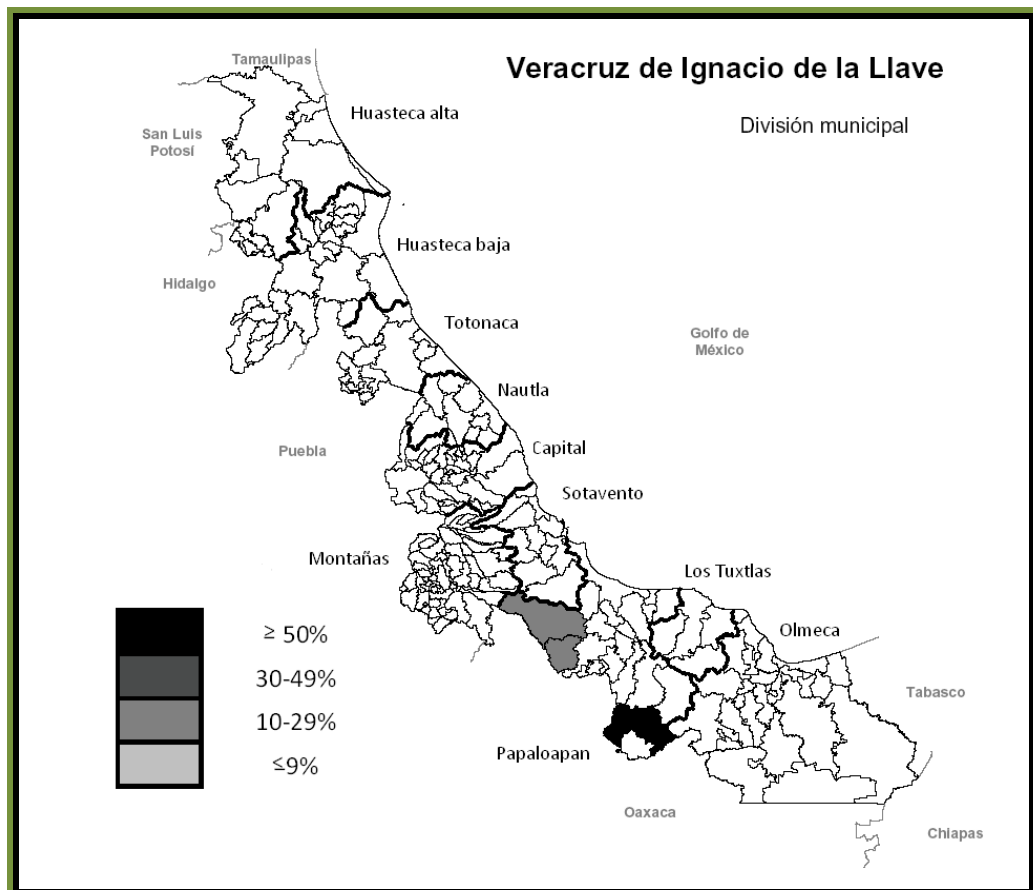 Veracruz de Ignacio de la Llave
División municipal
Tamaulipas
Huasteca alta
San Luis
Potosí
Huasteca baja
Hidalgo
Totonaca
Golfo de
México
Nautla
Puebla
Capital
Sotavento
Montañas
Los Tuxtlas
Olmeca
Tabasco
Papaloapan
Oaxaca
Chiapas
≥ 50%
30-49%
10-29%
≤9%